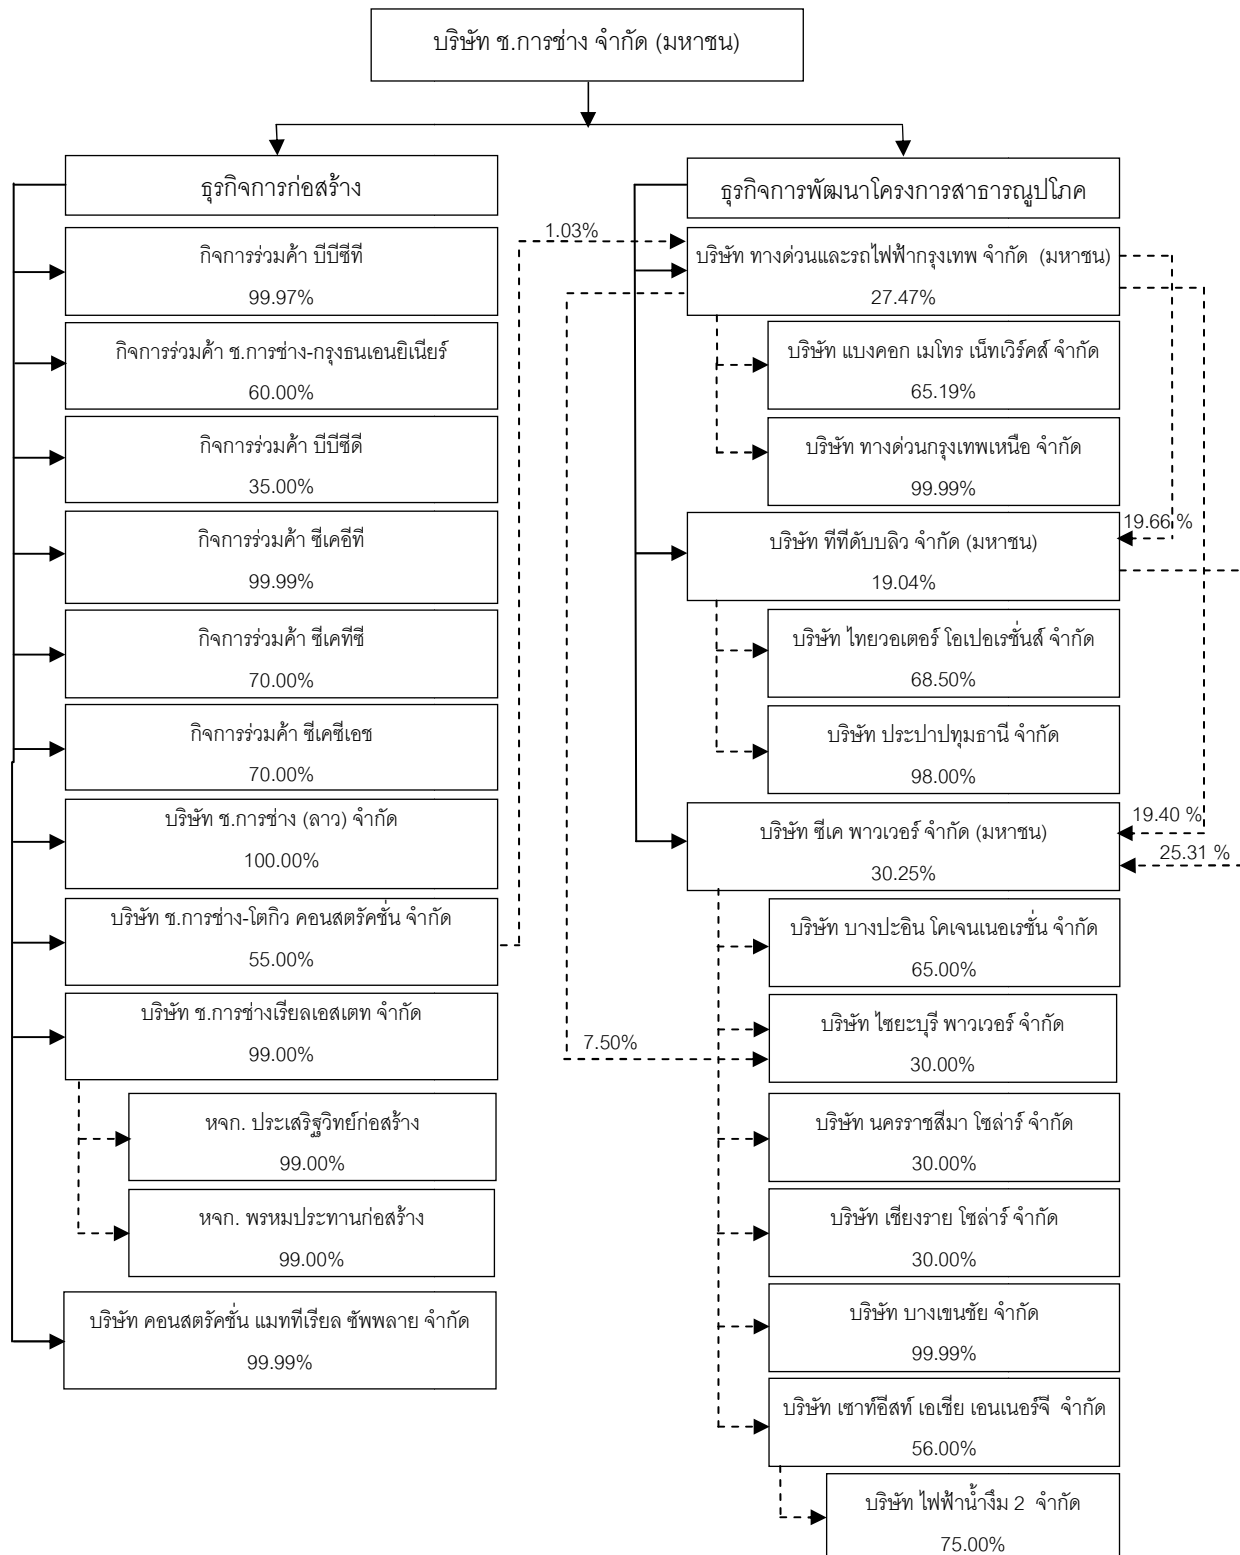 บริษัท ช.การช่าง จำกัด (มหาชน)
ธุรกิจการก่อสร้าง
กิจการร่วมค้า บีบีซีที
99.97%
กิจการร่วมค้า ช.การช่าง-กรุงธนเอนยิเนียร์
60.00%
กิจการร่วมค้า บีบีซีดี
35.00%
กิจการร่วมค้า ซีเคอีที
99.99%
กิจการร่วมค้า ซีเคทีซี
70.00%
กิจการร่วมค้า ซีเคซีเอช
70.00%
บริษัท ช.การช่าง (ลาว) จำกัด
100.00%
บริษัท ช.การช่าง-โตกิว คอนสตรัคชั่น จำกัด
55.00%
บริษัท ช.การช่างเรียลเอสเตท จำกัด
99.00%
หจก. ประเสริฐวิทย์ก่อสร้าง
99.00%
หจก. พรหมประทานก่อสร้าง
99.00%
บริษัท คอนสตรัคชั่น แมททีเรียล ซัพพลาย จำกัด
99.99%
ธุรกิจการพัฒนาโครงการสาธารณูปโภค
1.03%
บริษัท ทางด่วนและรถไฟฟ้ากรุงเทพ จำกัด (มหาชน)
27.47%
บริษัท แบงคอก เมโทร เน็ทเวิร์คส์ จำกัด
65.19%
บริษัท ทางด่วนกรุงเทพเหนือ จำกัด
99.99%
19.66 %
บริษัท ทีทีดับบลิว จำกัด (มหาชน)
19.04%
บริษัท ไทยวอเตอร์ โอเปอเรชั่นส์ จำกัด
68.50%
บริษัท ประปาปทุมธานี จำกัด
98.00%
19.40 %
บริษัท ซีเค พาวเวอร์ จำกัด (มหาชน)
30.25%
25.31 %
บริษัท บางปะอิน โคเจนเนอเรชั่น จำกัด
65.00%
บริษัท ไซยะบุรี พาวเวอร์ จำกัด
30.00%
7.50%
บริษัท นครราชสีมา โซล่าร์ จำกัด
30.00%
บริษัท เชียงราย โซล่าร์ จำกัด
30.00%
บริษัท บางเขนชัย จำกัด
99.99%
บริษัท เซาท์อีสท์ เอเชีย เอนเนอร์จี จำกัด
56.00%
บริษัท ไฟฟ้าน้ำงึม 2 จำกัด
75.00%